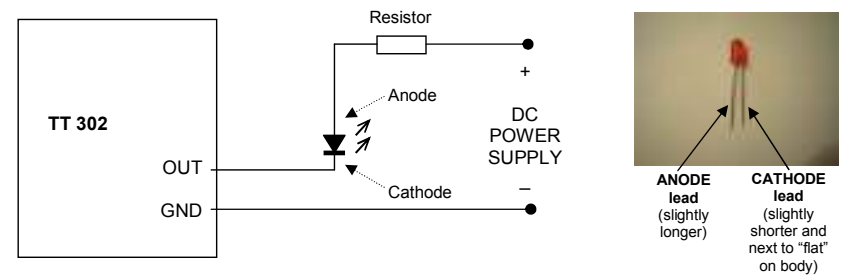 Resistor
+
Anode
TT 302
DC
POWER
SUPPLY
OUT
Cathode
–
GND
ANODE
lead
(slightly
longer)
CATHODE
lead
(slightly
shorter and
next to “flat”
on body)